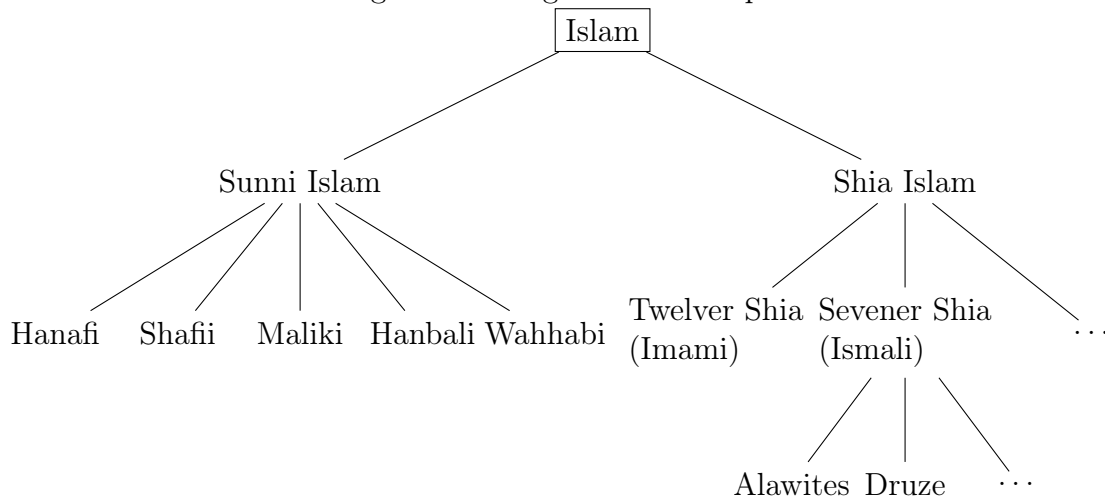 Islam
Sunni Islam
Shia Islam
Hanafi
Shafii
Maliki
Hanbali
Wahhabi
Twelver Shia
(Imami)
Sevener Shia
(Ismali)
· · ·
Alawites
Druze
· · ·